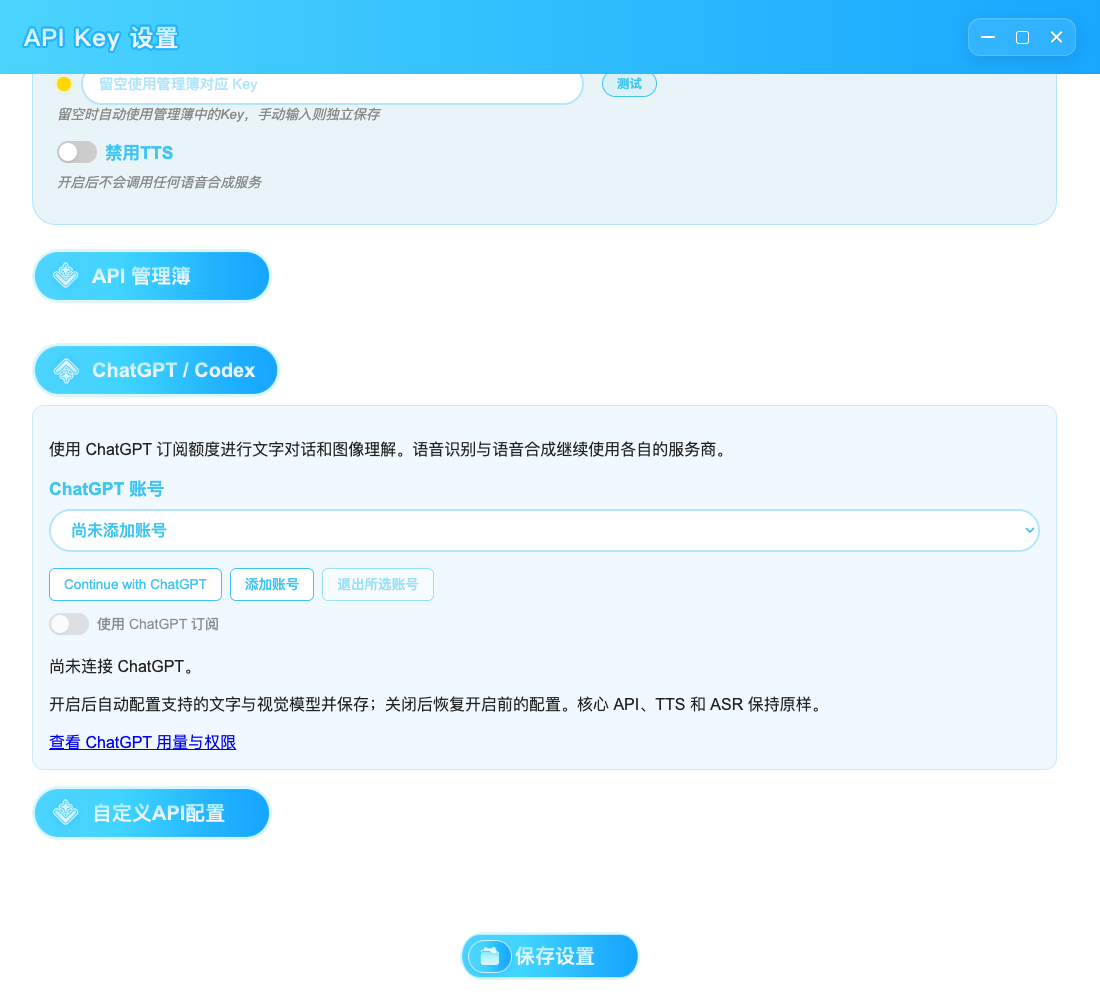 API Key 设置
留空使用管理簿对应 Key
测试
留空时自动使用管理簿中的Key，手动输入则独立保存
禁用TTS
开启后不会调用任何语音合成服务
API 管理簿
ChatGPT / Codex
使用 ChatGPT 订阅额度进行文字对话和图像理解。语音识别与语音合成继续使用各自的服务商。
ChatGPT 账号
尚未添加账号
Continue with ChatGPT
添加账号
退出所选账号
使用 ChatGPT 订阅
尚未连接 ChatGPT。
开启后自动配置支持的文字与视觉模型并保存；关闭后恢复开启前的配置。核心 API、TTS 和 ASR 保持原样。
查看 ChatGPT 用量与权限
自定义API配置
保存设置